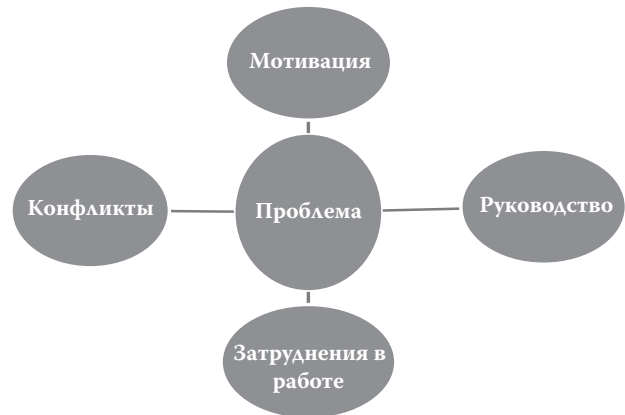 Мотивация
Конфликты
Проблема
Руководство
Затруднения в
работе